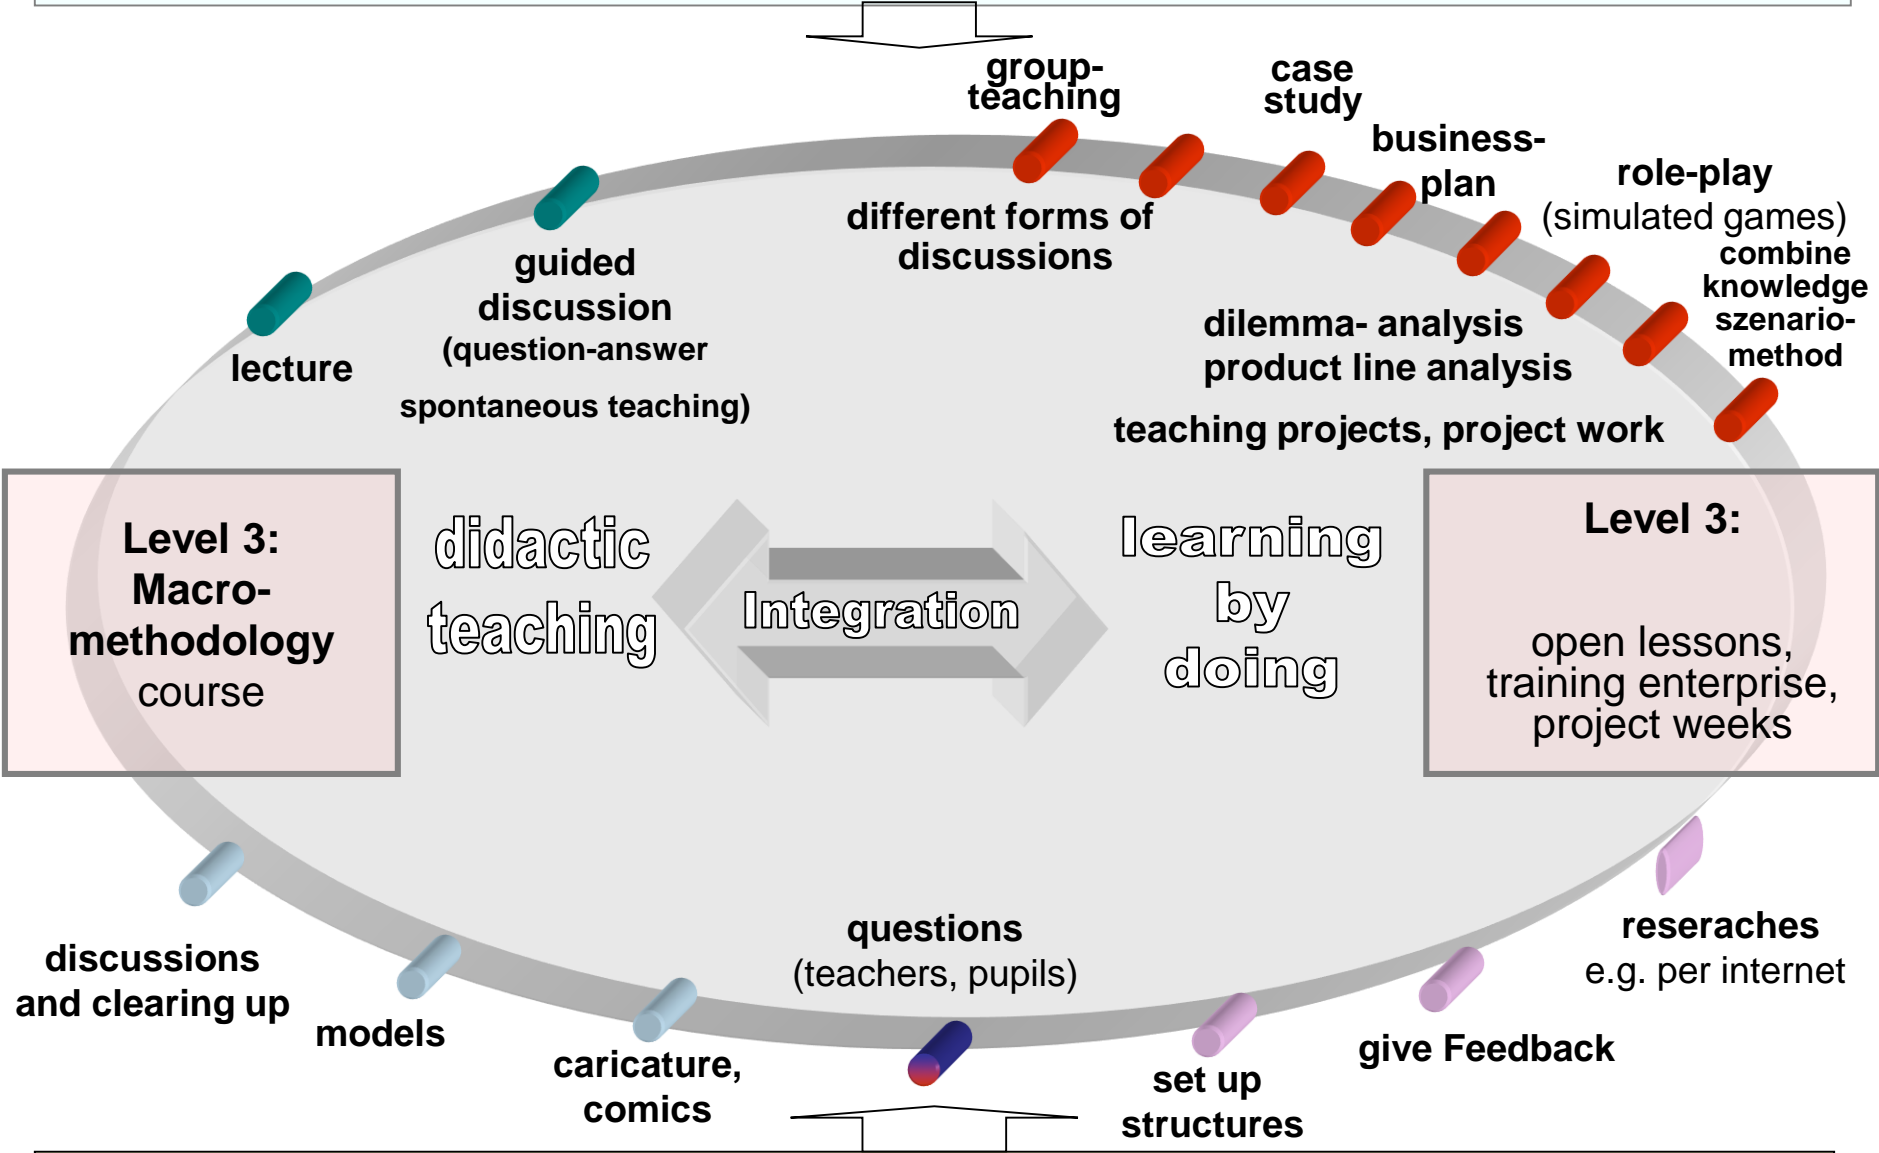 group-
teaching
case
study
business-
plan
role-play
(simulated games)
combine
knowledge
szenario-
method
different forms of
discussions
guided
discussion
(question-answer
spontaneous teaching)
lecture
dilemma- analysis
product line analysis
teaching projects, project work
Level 3:
Macro-
methodology
course
didactic
teaching
Integration
learning
by
doing
Level 3:
open lessons,
training enterprise,
project weeks
discussions
and clearing up
models
caricature,
comics
questions
(teachers, pupils)
set up
structures
give Feedback
reseraches
e.g. per internet